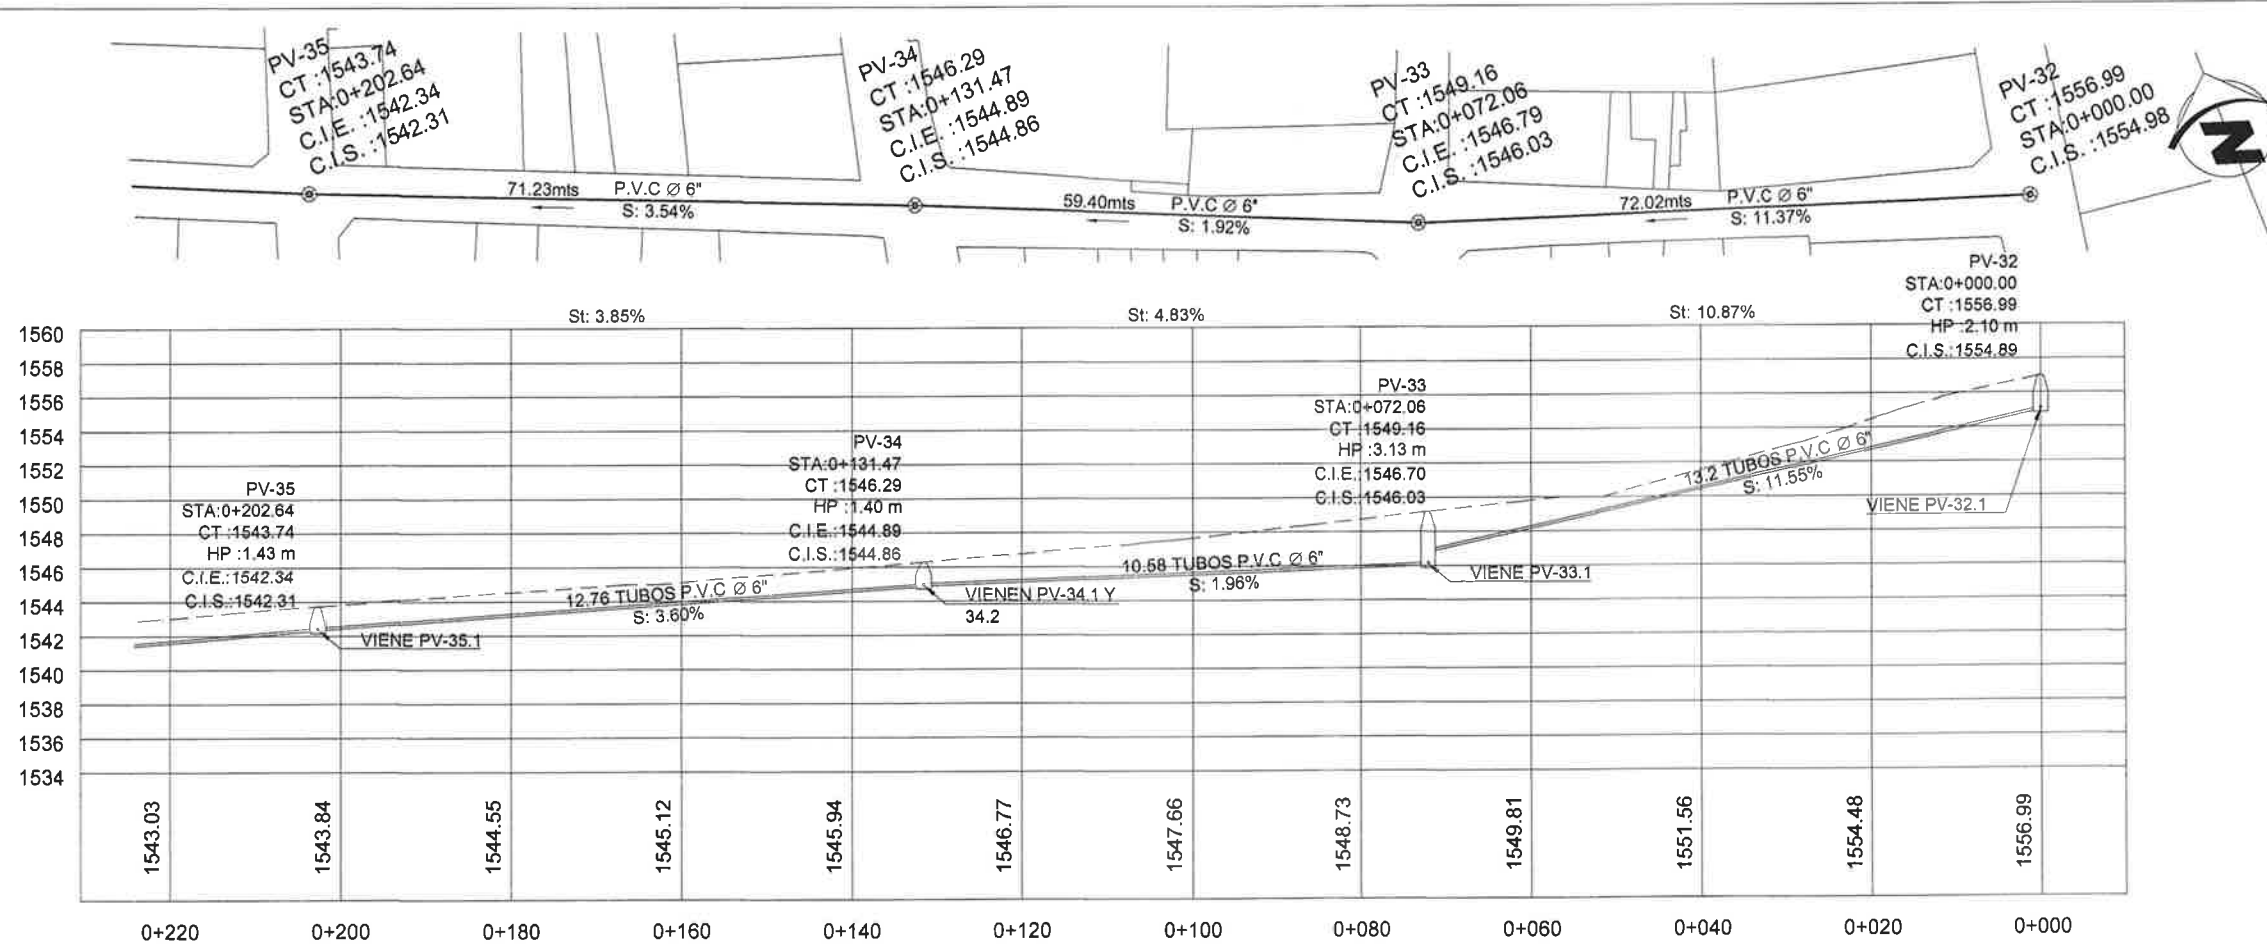 PV-35
CT :1543.74
STA:0+202.64
C.I.E. :1542.34
C.I.S. :1542.31
PV-34
CT :1546.29
STA:0+131.47
C.I.E. :1544.89
C.I.S. :1544.86
PV-33
CT :1549.16
STA:0+072.06
C.I.E. :1546.79
C.I.S. :1546.03
PV-32
CT :1556.99
STA:0+000.00
C.I.S. :1554.98
N
71.23mts P.V.C Ø 6"
S: 3.54%
59.40mts P.V.C Ø 6"
S: 1.92%
72.02mts P.V.C Ø 6"
S: 11.37%
St: 3.85%
St: 4.83%
St: 10.87%
PV-32
STA:0+000.00
CT :1556.99
HP :2.10 m
C.I.S.:1554.89
PV-33
STA:0+072.06
CT :1549.16
HP :3.13 m
C.I.E.:1546.70
C.I.S.:1546.03
PV-34
STA:0+131.47
CT :1546.29
HP :1.40 m
C.I.E.:1544.89
C.I.S.:1544.86
PV-35
STA:0+202.64
CT :1543.74
HP :1.43 m
C.I.E.:1542.34
C.I.S.:1542.31
12.76 TUBOS P.V.C Ø 6"
S: 3.60%
10.58 TUBOS P.V.C Ø 6"
S: 1.96%
13.2 TUBOS P.V.C Ø 6"
S: 11.55%
VIENE PV-35.1
VIENEN PV-34.1 Y
34.2
VIENE PV-33.1
VIENE PV-32.1
1560
1558
1556
1554
1552
1550
1548
1546
1544
1542
1540
1538
1536
1534
1543.03
1543.84
1544.55
1545.12
1545.94
1546.77
1547.66
1548.73
1549.81
1551.56
1554.48
1556.99
0+220 0+200 0+180 0+160 0+140 0+120 0+100 0+080 0+060 0+040 0+020 0+000